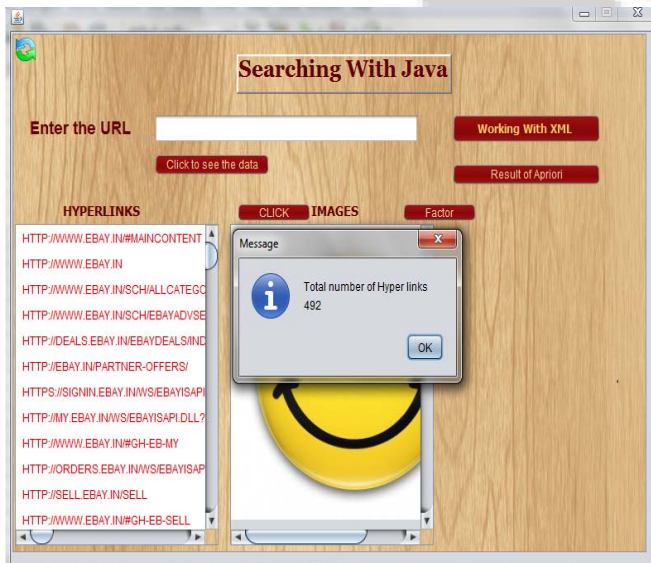 Searching With Java
Enter the URL
Working With XML
Click to see the data
Result of Apriori
HYPERLINKS
CLICK
IMAGES
Factor
HTTP://WWW.EBAY.IN/#MAINCONTENT
HTTP://WWW.EBAY.IN
HTTP://WWW.EBAY.IN/SCH/ALLCATEGO
HTTP://WWW.EBAY.IN/SCH/EBAYADVSE
HTTP://DEALS.EBAY.IN/EBAYDEALS/IND
HTTP://EBAY.IN/PARTNER-OFFERS/
HTTPS://SIGNIN.EBAY.IN/WS/EBAYISAPI
HTTP://MY.EBAY.IN/WS/EBAYISAPI.DLL?
HTTP://WWW.EBAY.IN/#GH-EB-MY
HTTP://ORDERS.EBAY.IN/WS/EBAYISAP
HTTP://SELL.EBAY.IN/SELL
HTTP://WWW.EBAY.IN/#GH-EB-SELL
Message
Total number of Hyper links
492
OK